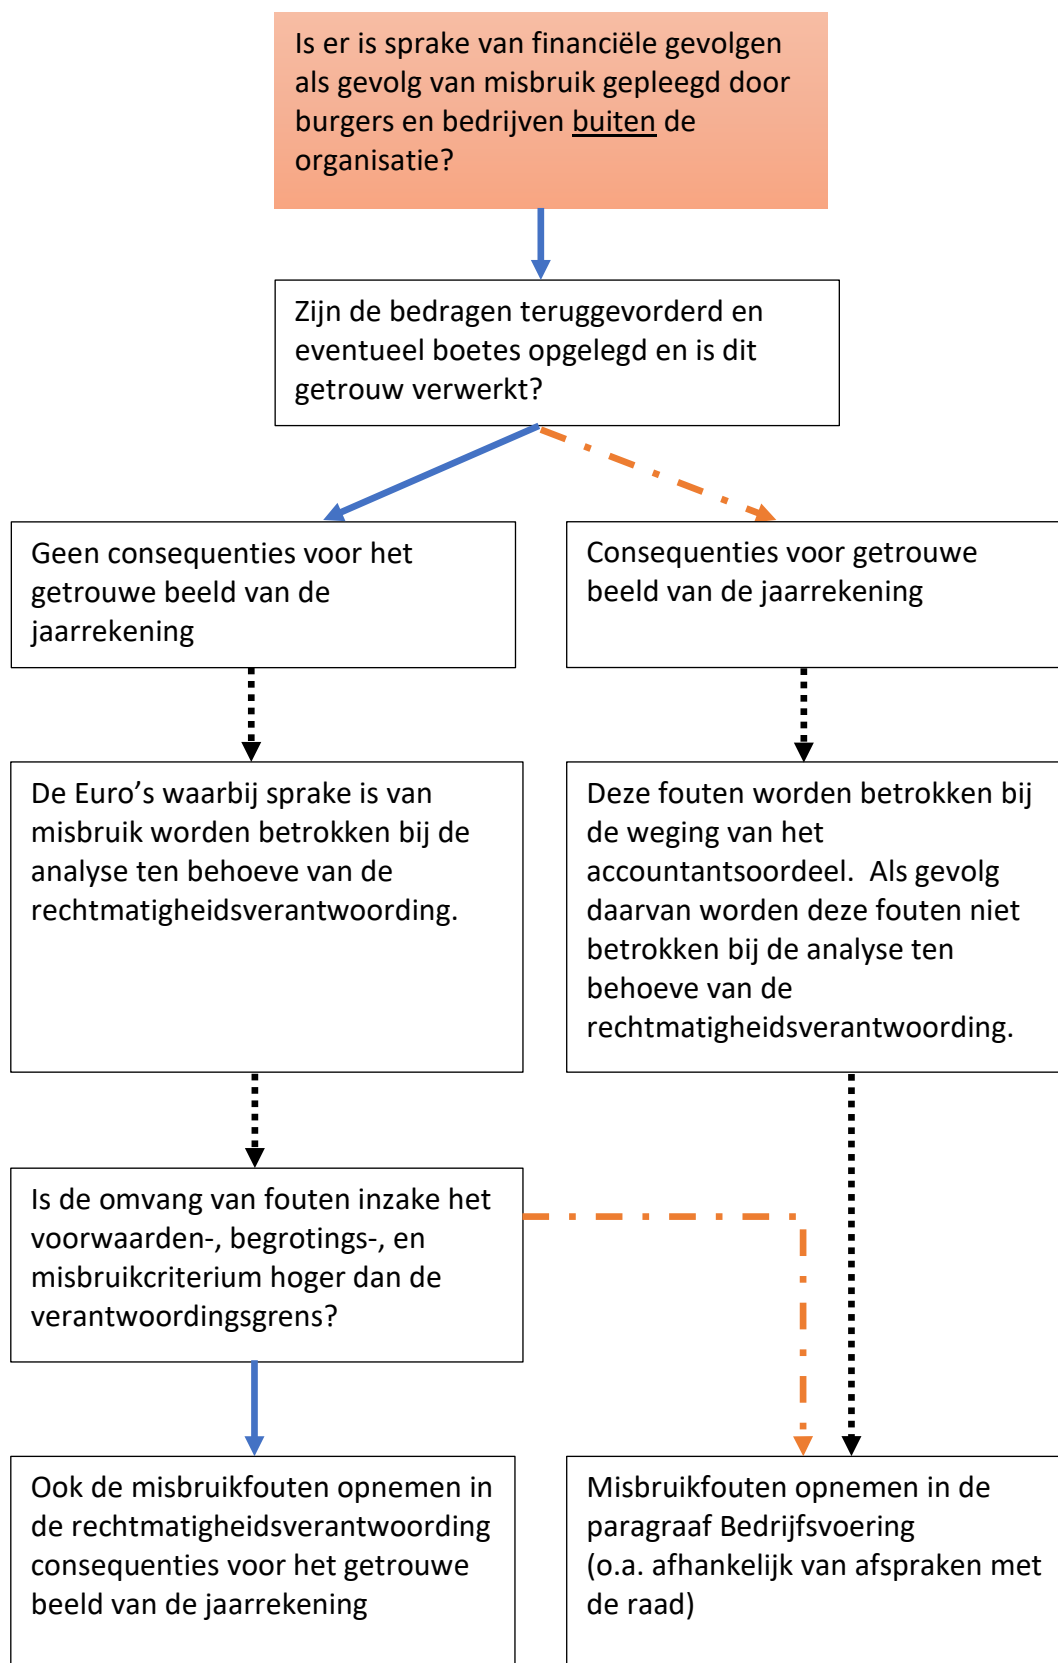 Is er is sprake van financiële gevolgen
als gevolg van misbruik gepleegd door
burgers en bedrijven buiten de
organisatie?
Zijn de bedragen teruggevorderd en
eventueel boetes opgelegd en is dit
getrouw verwerkt?
Geen consequenties voor het
getrouwe beeld van de
jaarrekening
Consequenties voor getrouwe
beeld van de jaarrekening
De Euro’s waarbij sprake is van
misbruik worden betrokken bij de
analyse ten behoeve van de
rechtmatigheidsverantwoording.
Deze fouten worden betrokken bij
de weging van het
accountantsoordeel.  Als gevolg
daarvan worden deze fouten niet
betrokken bij de analyse ten
behoeve van de
rechtmatigheidsverantwoording.
Is de omvang van fouten inzake het
voorwaarden-, begrotings-, en
misbruikcriterium hoger dan de
verantwoordingsgrens?
Ook de misbruikfouten opnemen in
de rechtmatigheidsverantwoording
consequenties voor het getrouwe
beeld van de jaarrekening
Misbruikfouten opnemen in de
paragraaf Bedrijfsvoering
(o.a. afhankelijk van afspraken met
de raad)